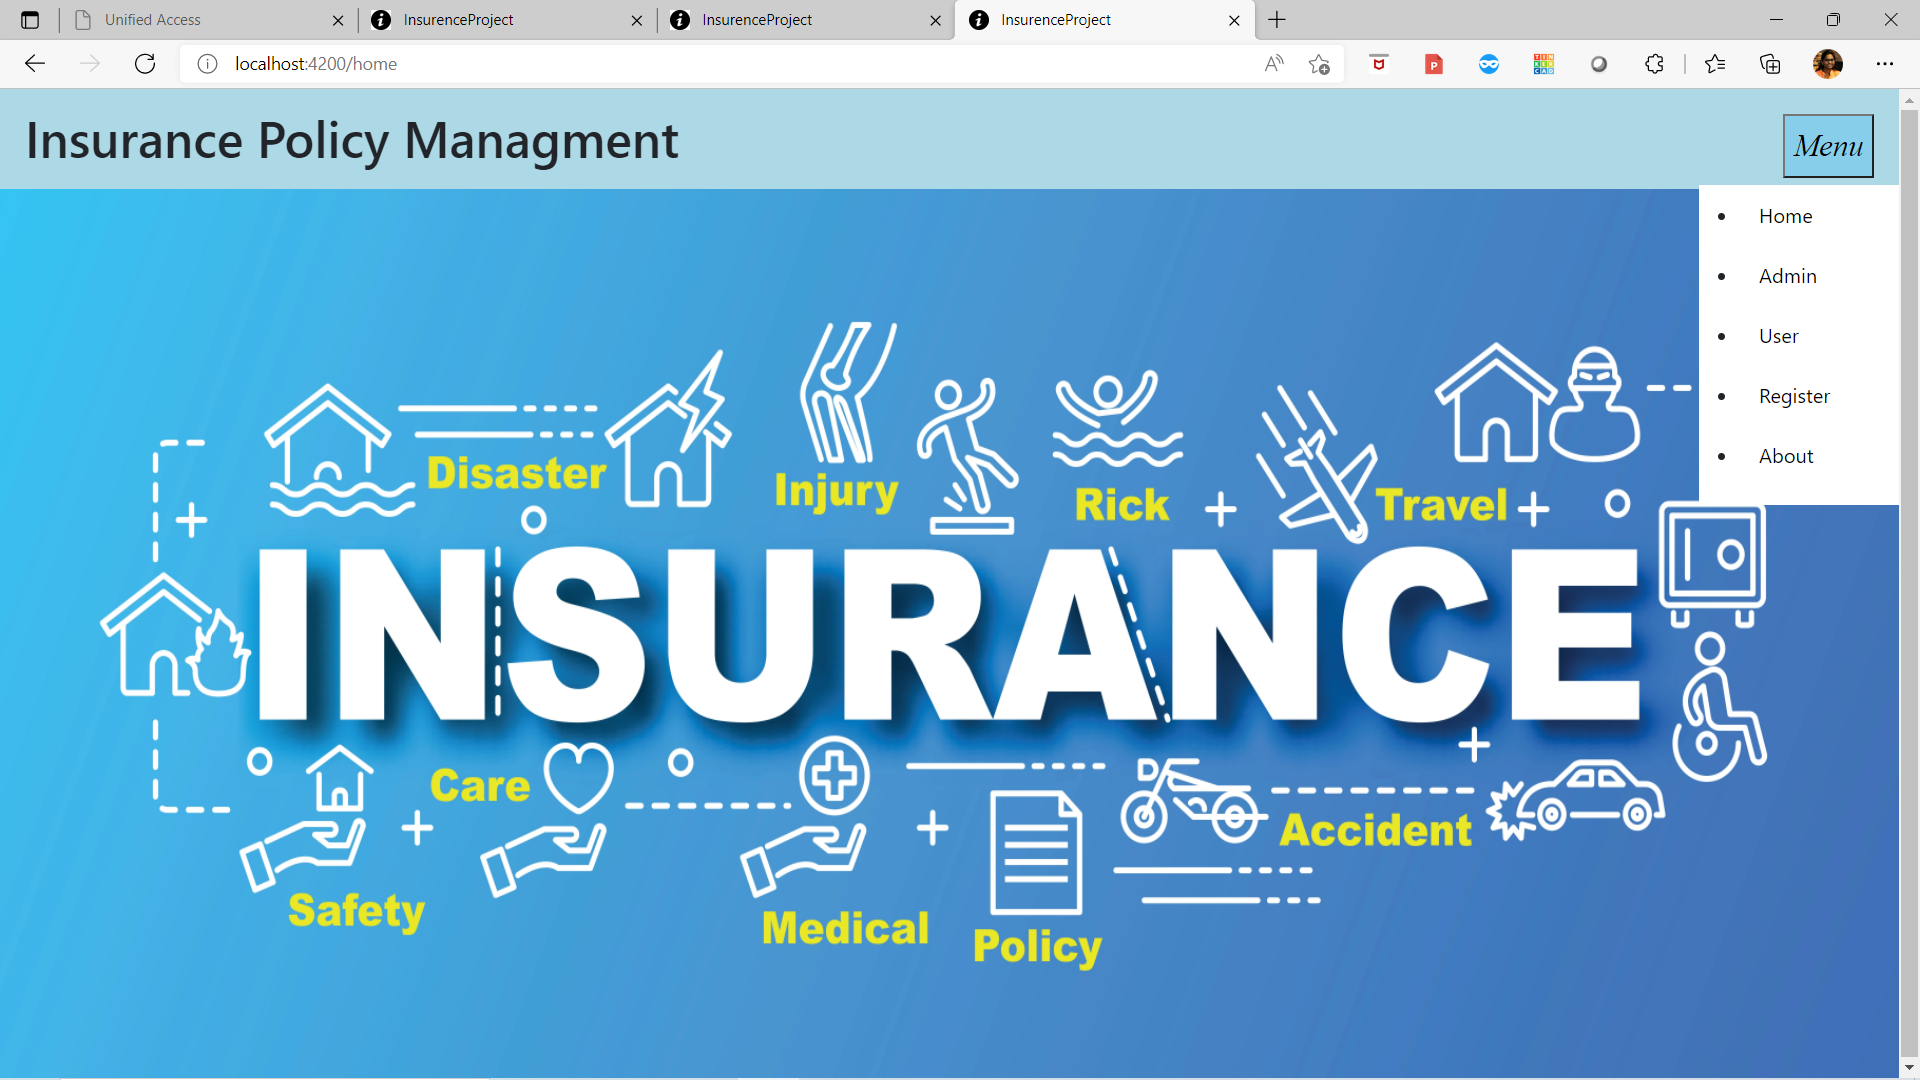 Unified Access
InsurenceProject
InsurenceProject
InsurenceProject
localhost:4200/home
Insurance Policy Managment
Menu
Home
Admin
User
Register
About
Disaster
Injury
Rick
Travel
INSURANCE
Care
Accident
Safety
Medical
Policy